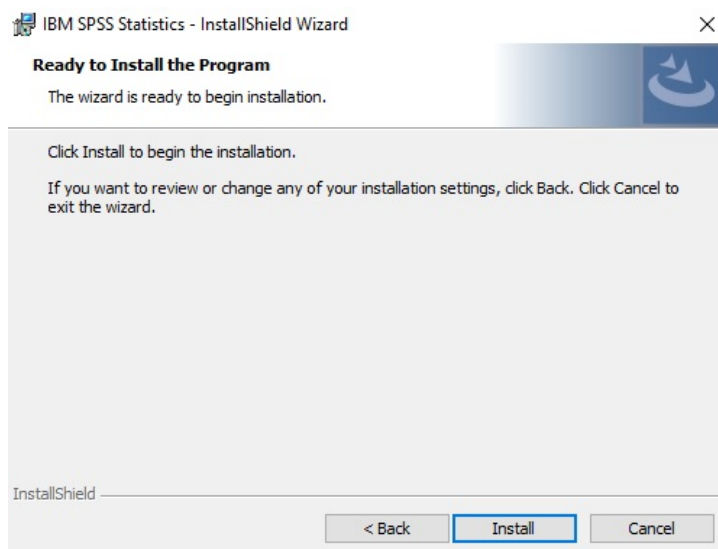 IBM SPSS Statistics - InstallShield Wizard
Ready to Install the Program
The wizard is ready to begin installation.
Click Install to begin the installation.
If you want to review or change any of your installation settings, click Back. Click Cancel to
exit the wizard.
InstallShield
< Back Install Cancel